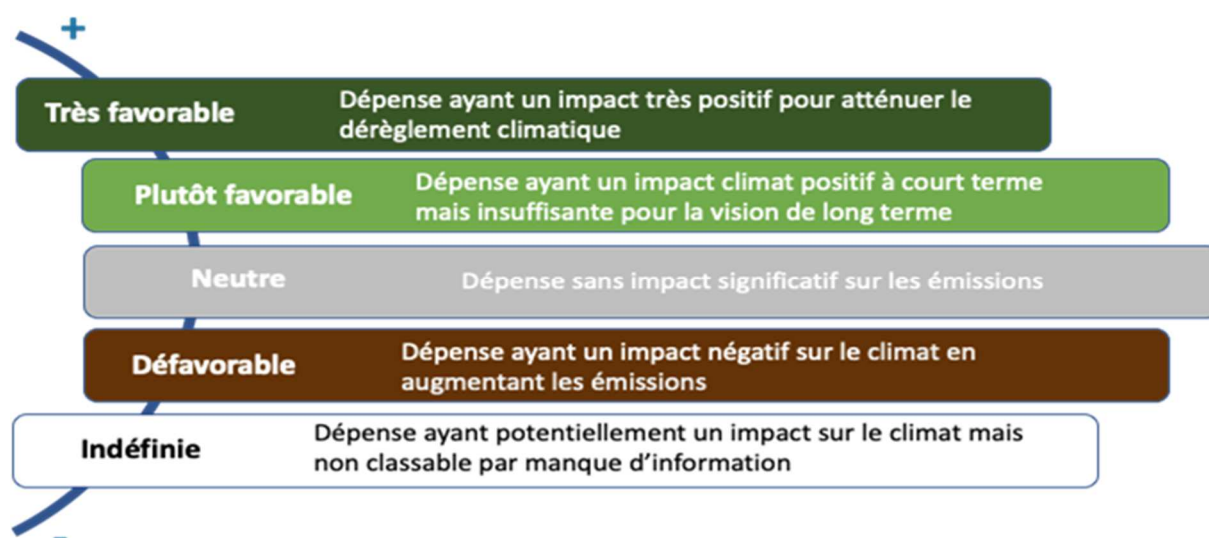 +
Très favorable
Dépense ayant un impact très positif pour atténuer le
dérèglement climatique
Plutôt favorable
Dépense ayant un impact climat positif à court terme
mais insuffisante pour la vision de long terme
Neutre
Dépense sans impact significatif sur les émissions
Défavorable
Dépense ayant un impact négatif sur le climat en
augmentant les émissions
Indéfinie
Dépense ayant potentiellement un impact sur le climat mais
non classable par manque d’information